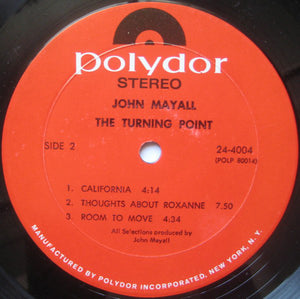 polydor
STEREO
JOHN MAYALL
THE TURNING POINT
SIDE 2
24-4004
(POLP 80014)
1. CALIFORNIA 4:14
2. THOUGHTS ABOUT ROXANNE 7.50
3. ROOM TO MOVE 4:34
All Selections produced by
John Mayall
MANUFACTURED BY POLYDOR INCORPORATED, NEW YORK, N.Y.